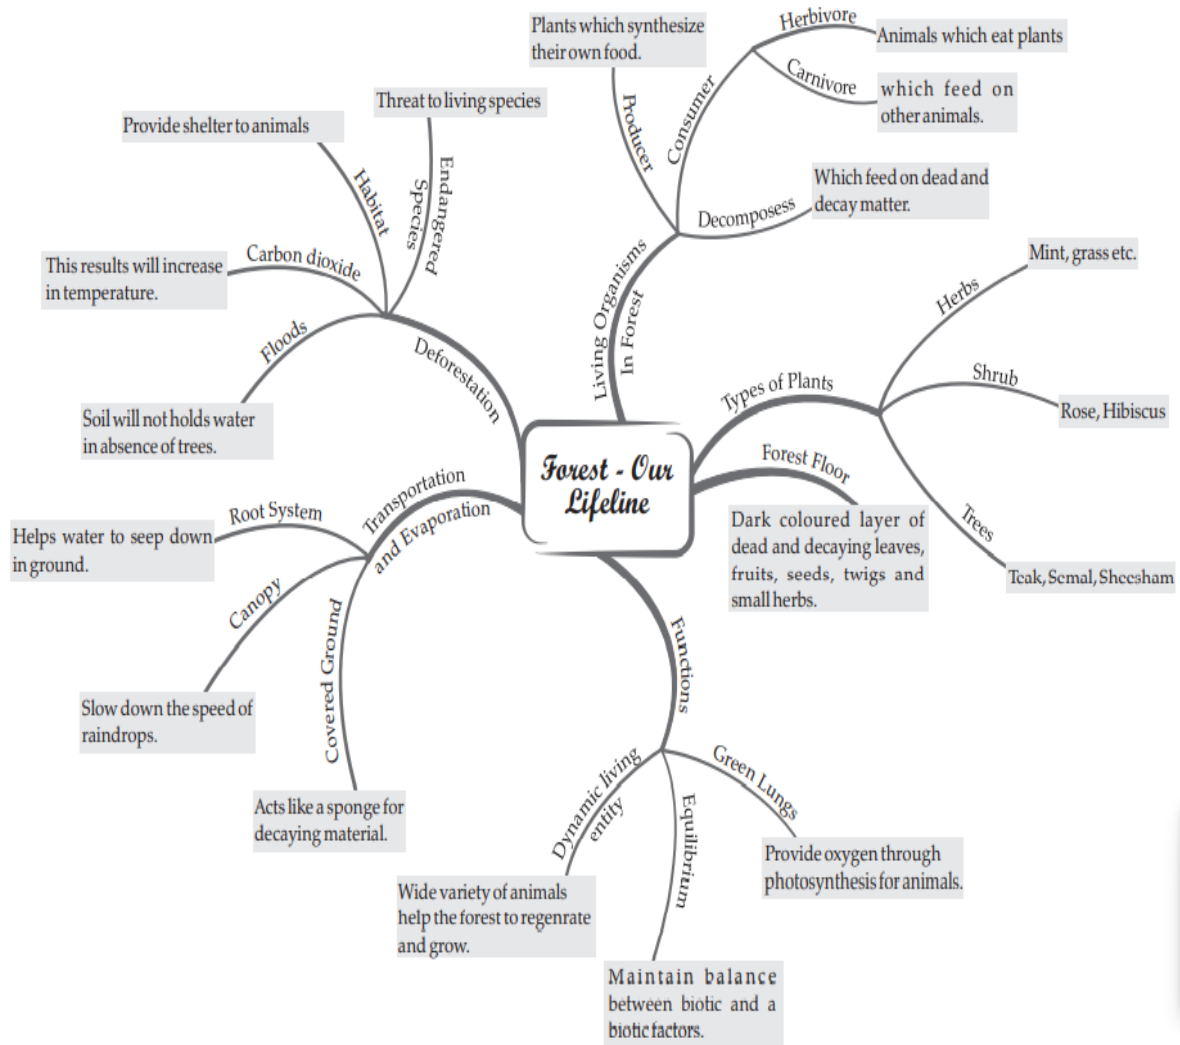 Forest - Our
Lifeline
Living Organisms
In Forest
Producer
Plants which synthesize
their own food.
Consumer
Herbivore
Animals which eat plants
Carnivore
which feed on
other animals.
Decomposess
Which feed on dead and
decay matter.
Types of Plants
Herbs
Mint, grass etc.
Shrub
Rose, Hibiscus
Trees
Teak, Semal, Sheesham
Forest Floor
Dark coloured layer of
dead and decaying leaves,
fruits, seeds, twigs and
small herbs.
Functions
Green Lungs
Provide oxygen through
photosynthesis for animals.
Equilibrium
Maintain balance
between biotic and a
biotic factors.
Dynamic living
entity
Wide variety of animals
help the forest to regenrate
and grow.
Transportation
and Evaporation
Root System
Helps water to seep down
in ground.
Canopy
Slow down the speed of
raindrops.
Covered Ground
Acts like a sponge for
decaying material.
Deforestation
Endangered
Species
Threat to living species
Habitat
Provide shelter to animals
Carbon dioxide
This results will increase
in temperature.
Floods
Soil will not holds water
in absence of trees.